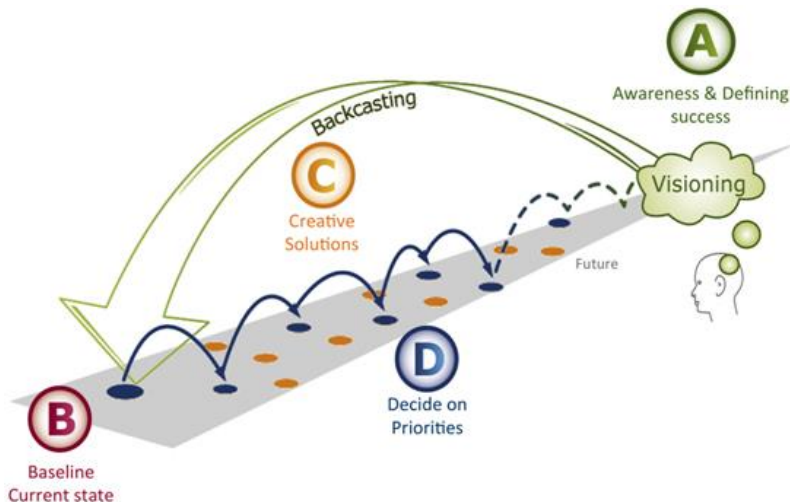 A
Awareness & Defining
success
Backcasting
C
Creative
Solutions
Visioning
Future
D
Decide on
Priorities
B
Baseline
Current state